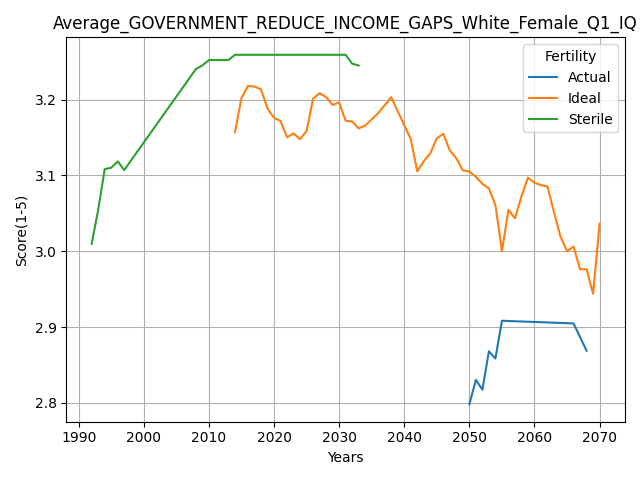 Average_GOVERNMENT_REDUCE_INCOME_GAPS_White_Female_Q1_IQ
Fertility
Actual
Ideal
Sterile
Score(1-5)
3.2
3.1
3.0
2.9
2.8
1990 2000 2010 2020 2030 2040 2050 2060 2070
Years